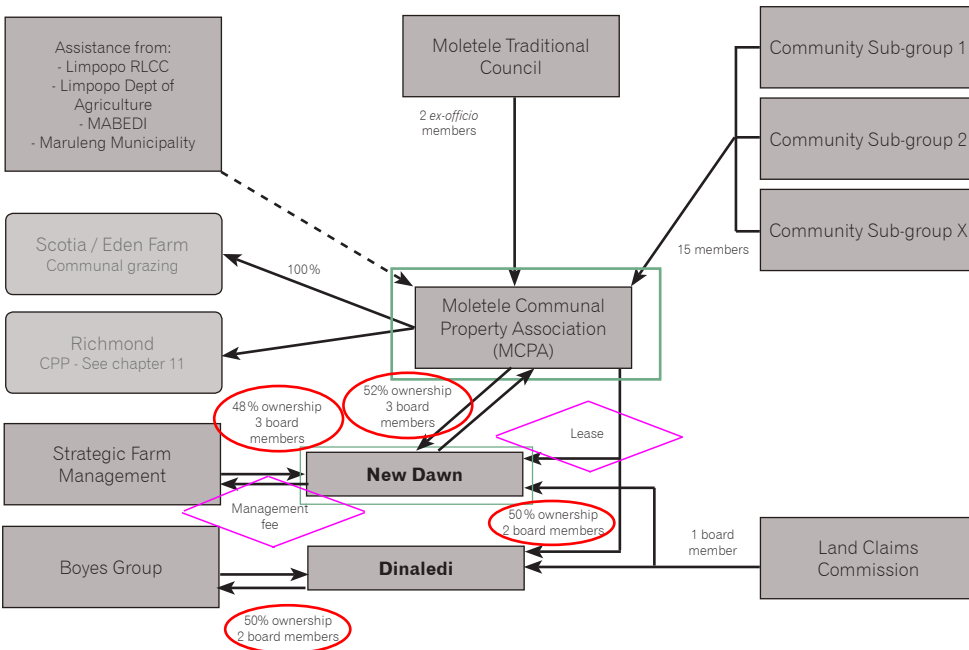 Assistance from:
- Limpopo RLCC
- Limpopo Dept of
Agriculture
- MABEDI
- Maruleng Municipality
Moletele Traditional
Council
2 ex-officio
members
Community Sub-group 1
Community Sub-group 2
Community Sub-group X
15 members
Scotia / Eden Farm
Communal grazing
100%
Richmond
CPP - See chapter 11
Moletele Communal
Property Association
(MCPA)
48% ownership
3 board
members
52% ownership
3 board
members
Lease
Strategic Farm
Management
New Dawn
Management
fee
50% ownership
2 board members
1 board
member
Land Claims
Commission
Boyes Group
Dinaledi
50% ownership
2 board members